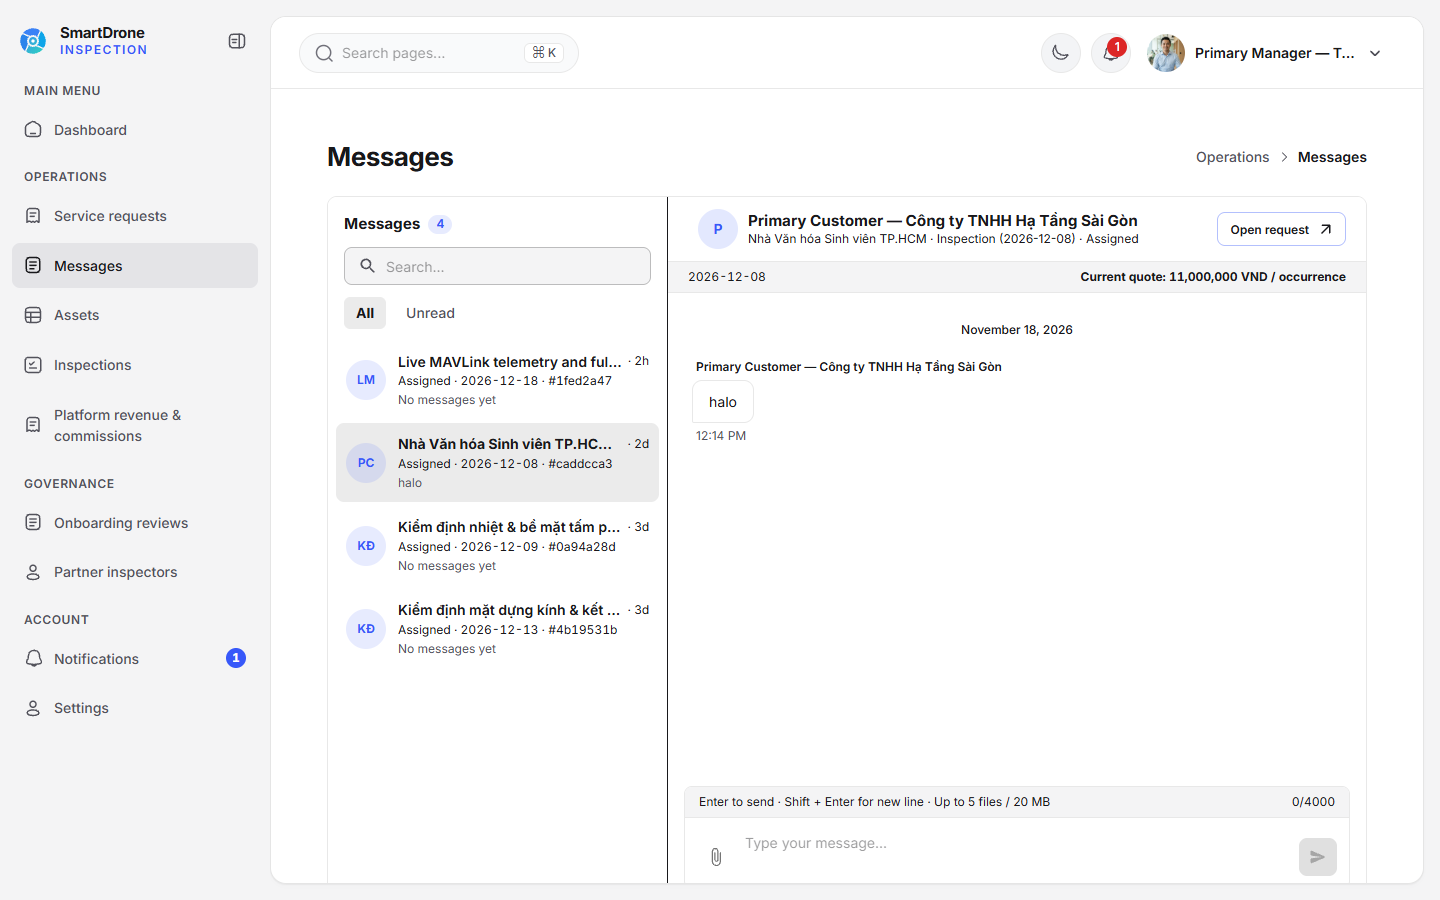 SmartDrone
INSPECTION
MAIN MENU
Dashboard
OPERATIONS
Service requests
Messages
Assets
Inspections
Platform revenue &
commissions
GOVERNANCE
Onboarding reviews
Partner inspectors
ACCOUNT
Notifications
1
Settings
Search pages...
⌘ K
1
Primary Manager — T...
Messages
Operations > Messages
Messages 4
Search...
All
Unread
LM
Live MAVLink telemetry and ful... · 2h
Assigned · 2026-12-18 · #1fed2a47
No messages yet
PC
Nhà Văn hóa Sinh viên TP.HC... · 2d
Assigned · 2026-12-08 · #caddcca3
halo
KĐ
Kiểm định nhiệt & bề mặt tấm p... · 3d
Assigned · 2026-12-09 · #0a94a28d
No messages yet
KĐ
Kiểm định mặt dựng kính & kết ... · 3d
Assigned · 2026-12-13 · #4b19531b
No messages yet
P
Primary Customer — Công ty TNHH Hạ Tầng Sài Gòn
Nhà Văn hóa Sinh viên TP.HCM · Inspection (2026-12-08) · Assigned
Open request
2026-12-08
Current quote: 11,000,000 VND / occurrence
November 18, 2026
Primary Customer — Công ty TNHH Hạ Tầng Sài Gòn
halo
12:14 PM
Enter to send · Shift + Enter for new line · Up to 5 files / 20 MB
0/4000
Type your message...